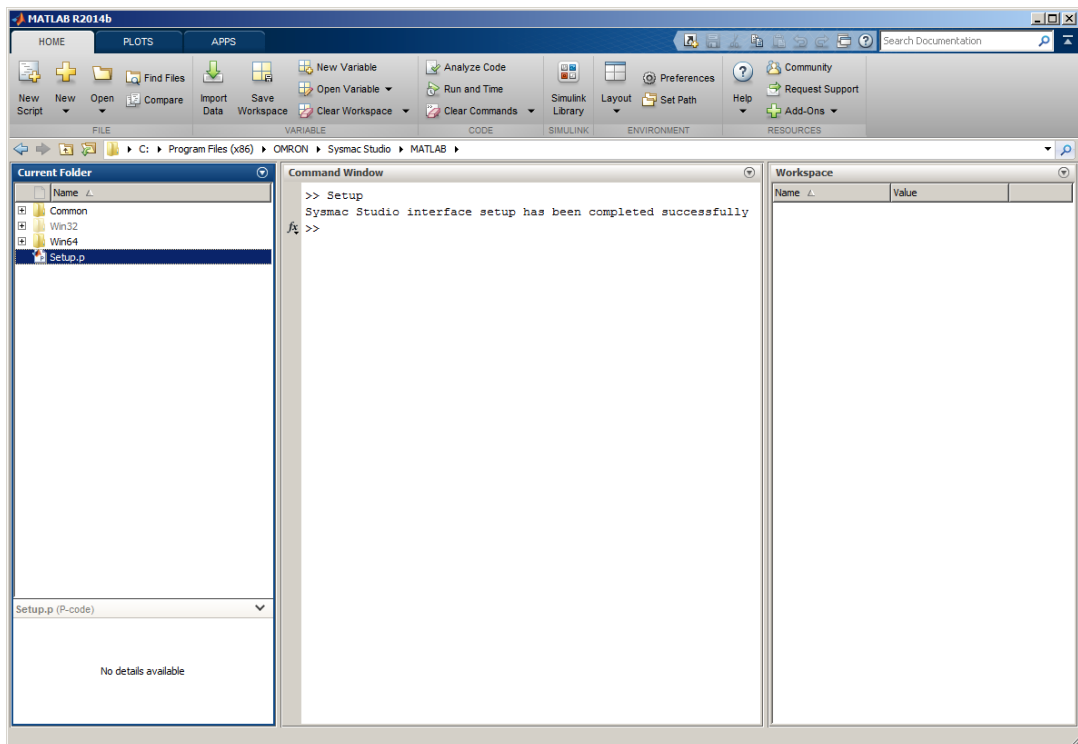 MATLAB R2014b
HOME PLOTS APPS
Search Documentation
New Script
New
Open
Find Files
Compare
Import Data
Save Workspace
New Variable
Open Variable
Clear Workspace
Analyze Code
Run and Time
Clear Commands
Simulink Library
Layout
Preferences
Set Path
Help
Community
Request Support
Add-Ons
FILE VARIABLE CODE SIMULINK ENVIRONMENT RESOURCES
C: Program Files (x86) OMRON Sysmac Studio MATLAB
Current Folder
Name
Common
Win32
Win64
Setup.p
Setup.p (P-code)
No details available
Command Window
>> Setup
Sysmac Studio interface setup has been completed successfully
fx >>
Workspace
Name Value